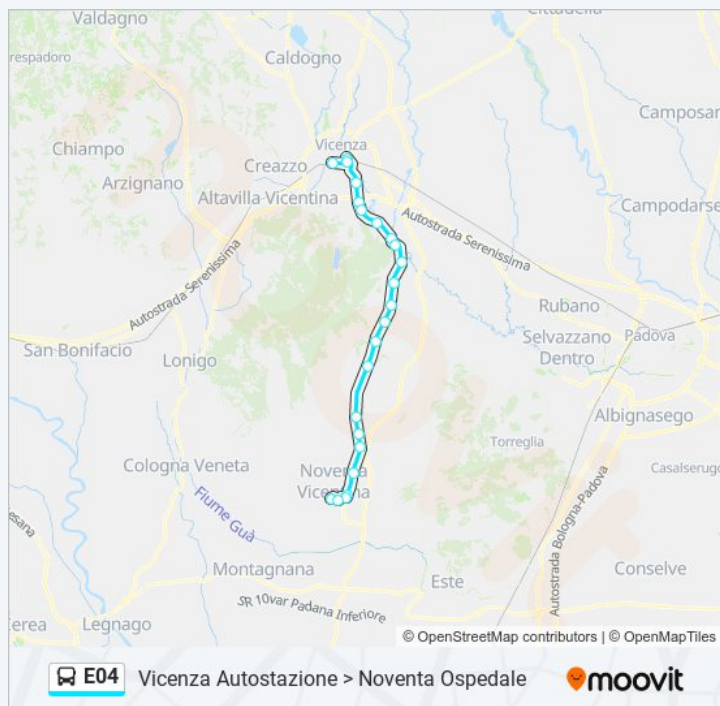 Valdagno
Cittadella
respadoro
Caldogno
Camposan
Vicenza
Chiampo
Creazzo
Arzignano
Altavilla Vicentina
Campodarse
Autostrada Serenissima
Autostrada Serenissima
Rubano
Selvazzano
Dentro
Padova
San Bonifacio
Lonigo
Albignasego
Torreglia
Casalserugo
Cologna Veneta
Noventa
Vicentina
Fiume Guà
esana
Autostrada Bologna-Padova
Montagnana
Este
Conselve
SR 10var Padana Inferiore
Cerea
Legnago
© OpenStreetMap contributors | © OpenMapTiles
E04
Vicenza Autostazione > Noventa Ospedale
moovit